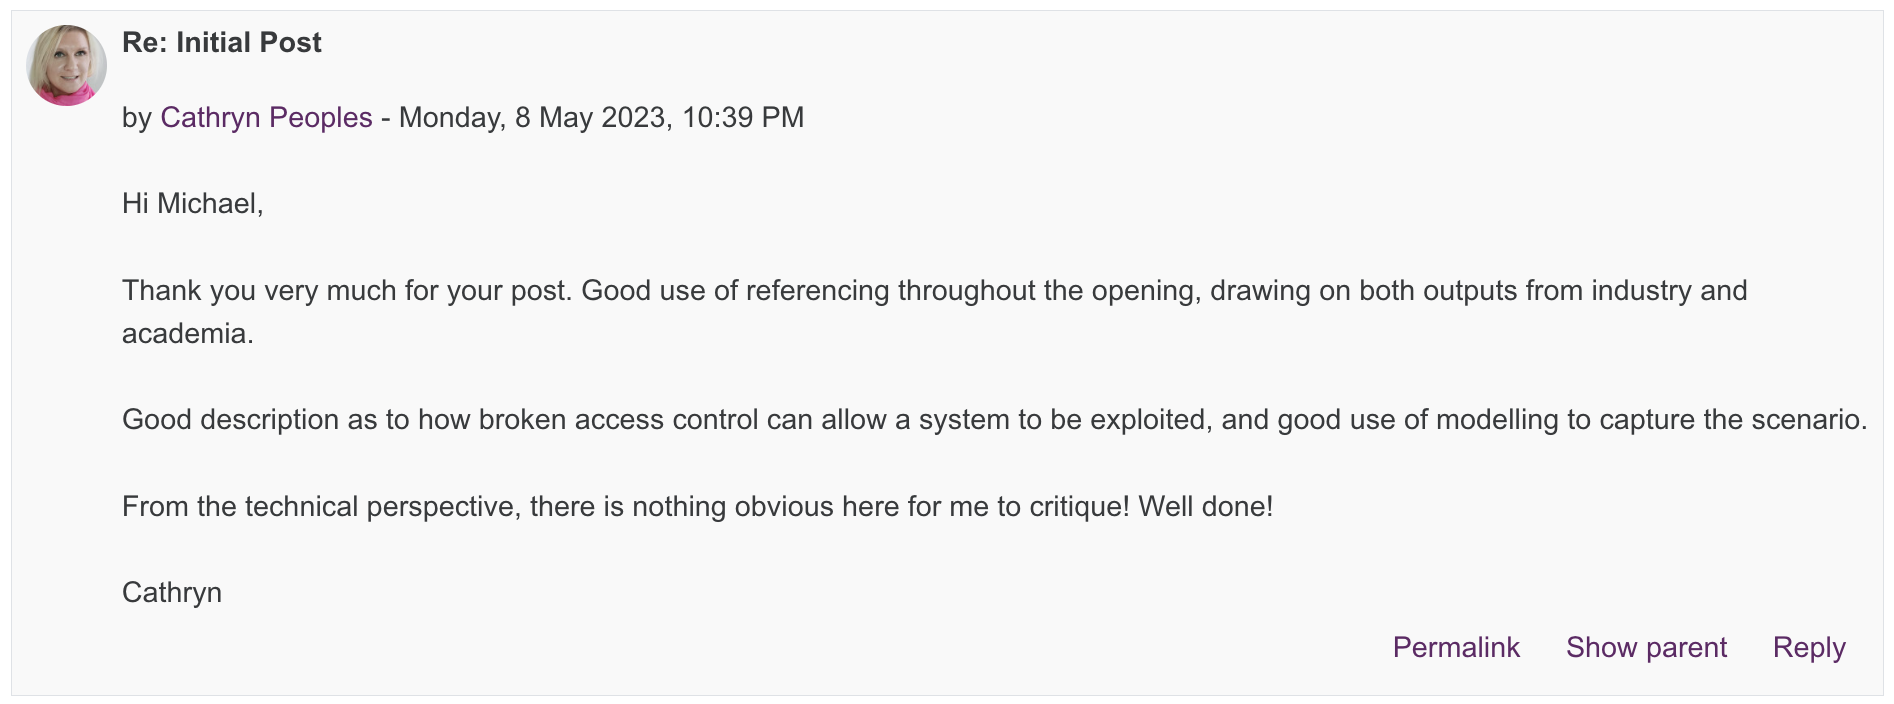 Re: Initial Post
by Cathryn Peoples - Monday, 8 May 2023, 10:39 PM
Hi Michael,
Thank you very much for your post. Good use of referencing throughout the opening, drawing on both outputs from industry and
academia.
Good description as to how broken access control can allow a system to be exploited, and good use of modelling to capture the scenario.
From the technical perspective, there is nothing obvious here for me to critique! Well done!
Cathryn
Permalink Show parent Reply